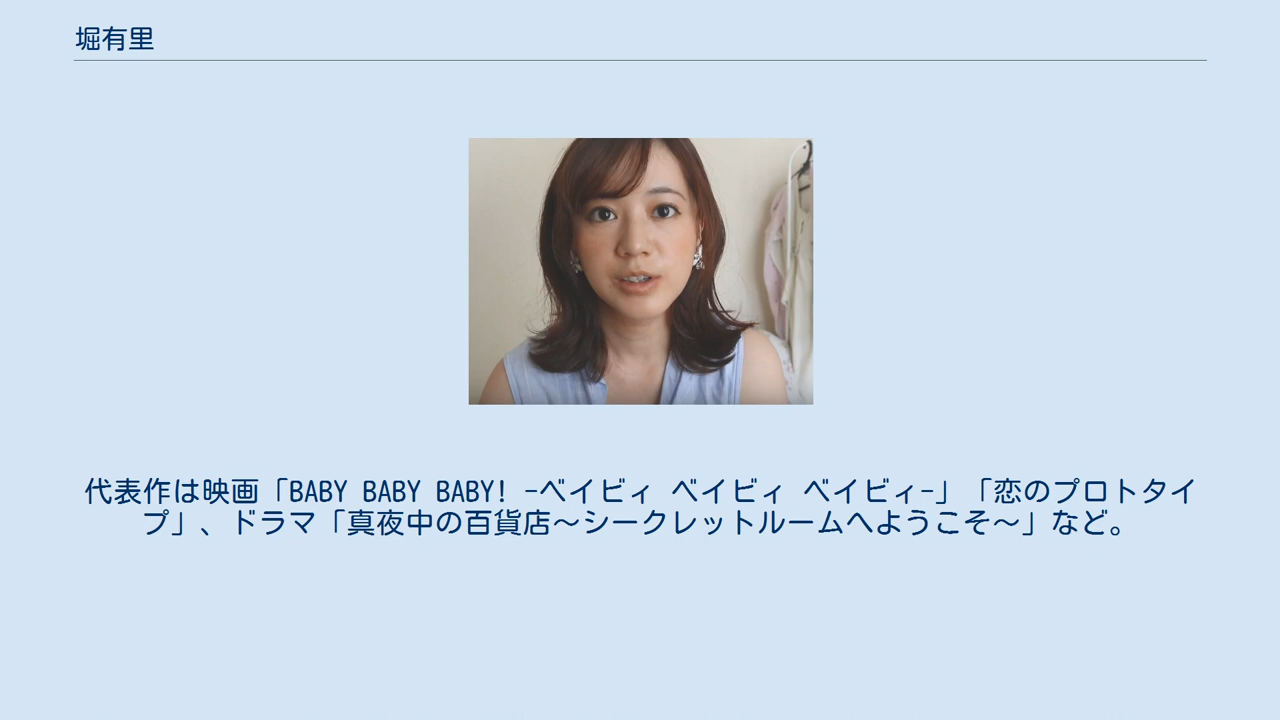 堀有里
代表作は映画「BABY BABY BABY! -ベイビィ ベイビィ ベイビィ-」「恋のプロトタイ
プ」、ドラマ「真夜中の百貨店～シークレットルームへようこそ～」など。